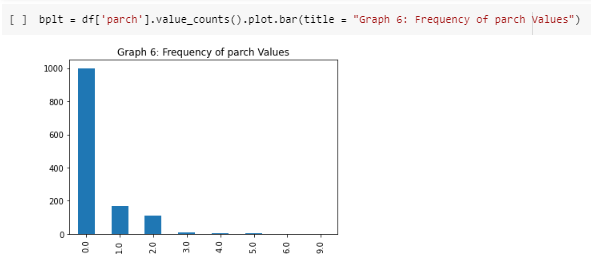 [ ] bplt = df['parch'].value_counts().plot.bar(title = "Graph 6: Frequency of parch Values")
Graph 6: Frequency of parch Values
1000
800
600
400
200
0
0.0 1.0 2.0 3.0 4.0 5.0 6.0 9.0